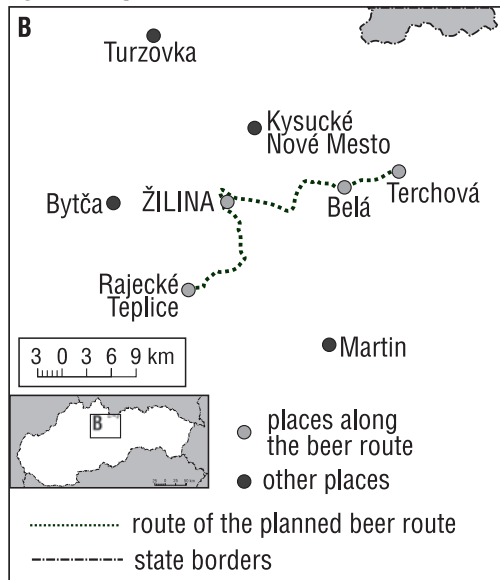 B
Turzovka
Kysucké
Nové Mesto
Bytča
ŽILINA
Belá
Terchová
Rajecké
Teplice
3 0 3 6 9 km
Martin
B
places along
the beer route
other places
route of the planned beer route
state borders